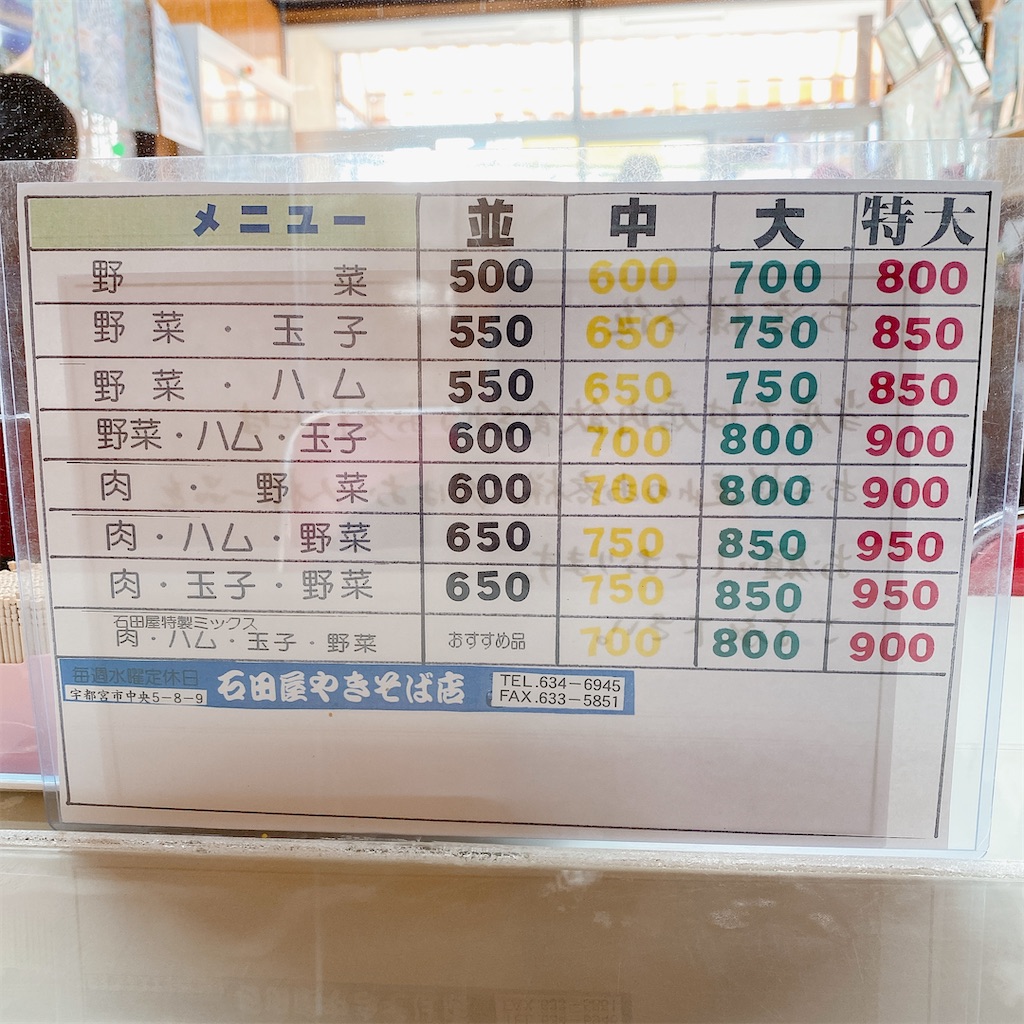 メニュー 並 中 大 特大
野菜 500 600 700 800
野菜・玉子 550 650 750 850
野菜・ハム 550 650 750 850
野菜・ハム・玉子 600 700 800 900
肉・野菜 600 700 800 900
肉・ハム・野菜 650 750 850 950
肉・玉子・野菜 650 750 850 950
石田屋特製ミックス
肉・ハム・玉子・野菜 おすすめ品 700 800 900
毎週水曜定休日
宇都宮市中央5-8-9
石田屋やきそば店
TEL.634-6945
FAX.633-5851